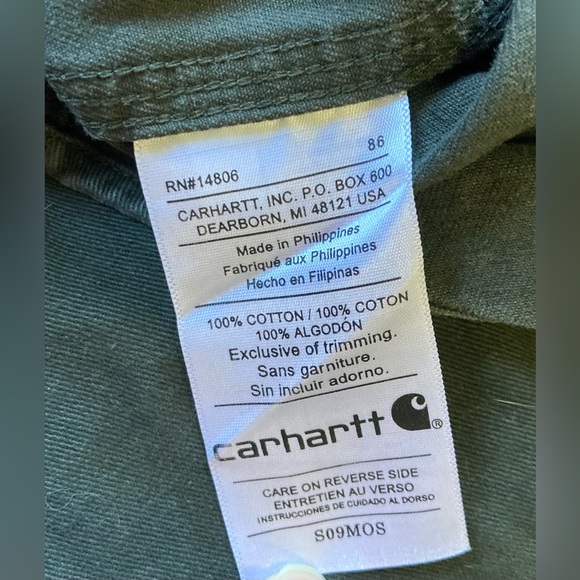 RN#14806 86
CARHARTT, INC. P.O. BOX 600
DEARBORN, MI 48121 USA
Made in Philippines
Fabriqué aux Philippines
Hecho en Filipinas
100% COTTON / 100% COTON
100% ALGODÓN
Exclusive of trimming.
Sans garniture.
Sin incluir adorno.
carhartt ®
CARE ON REVERSE SIDE
ENTRETIEN AU VERSO
INSTRUCCIONES DE CUIDADO AL DORSO
S09MOS